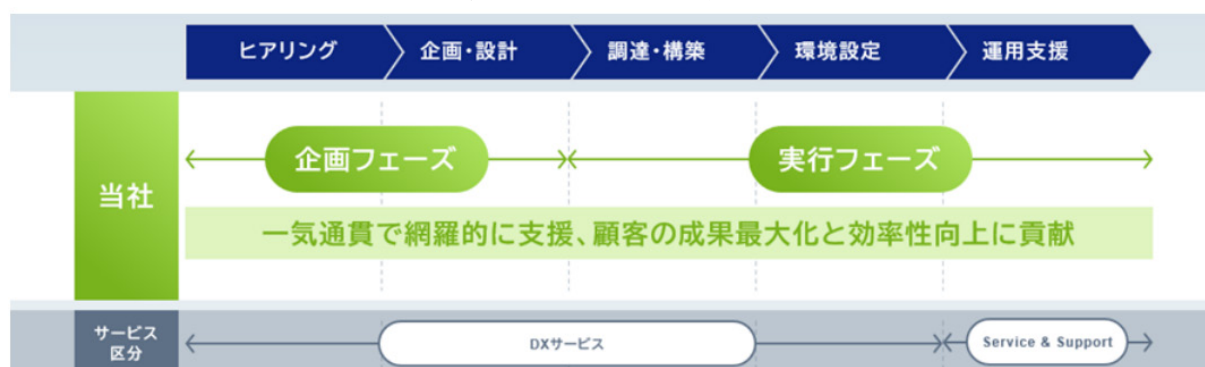 ヒアリング
企画・設計
調達・構築
環境設定
運用支援
当社
企画フェーズ
実行フェーズ
一気通貫で網羅的に支援、顧客の成果最大化と効率性向上に貢献
サービス
区分
DXサービス
Service & Support